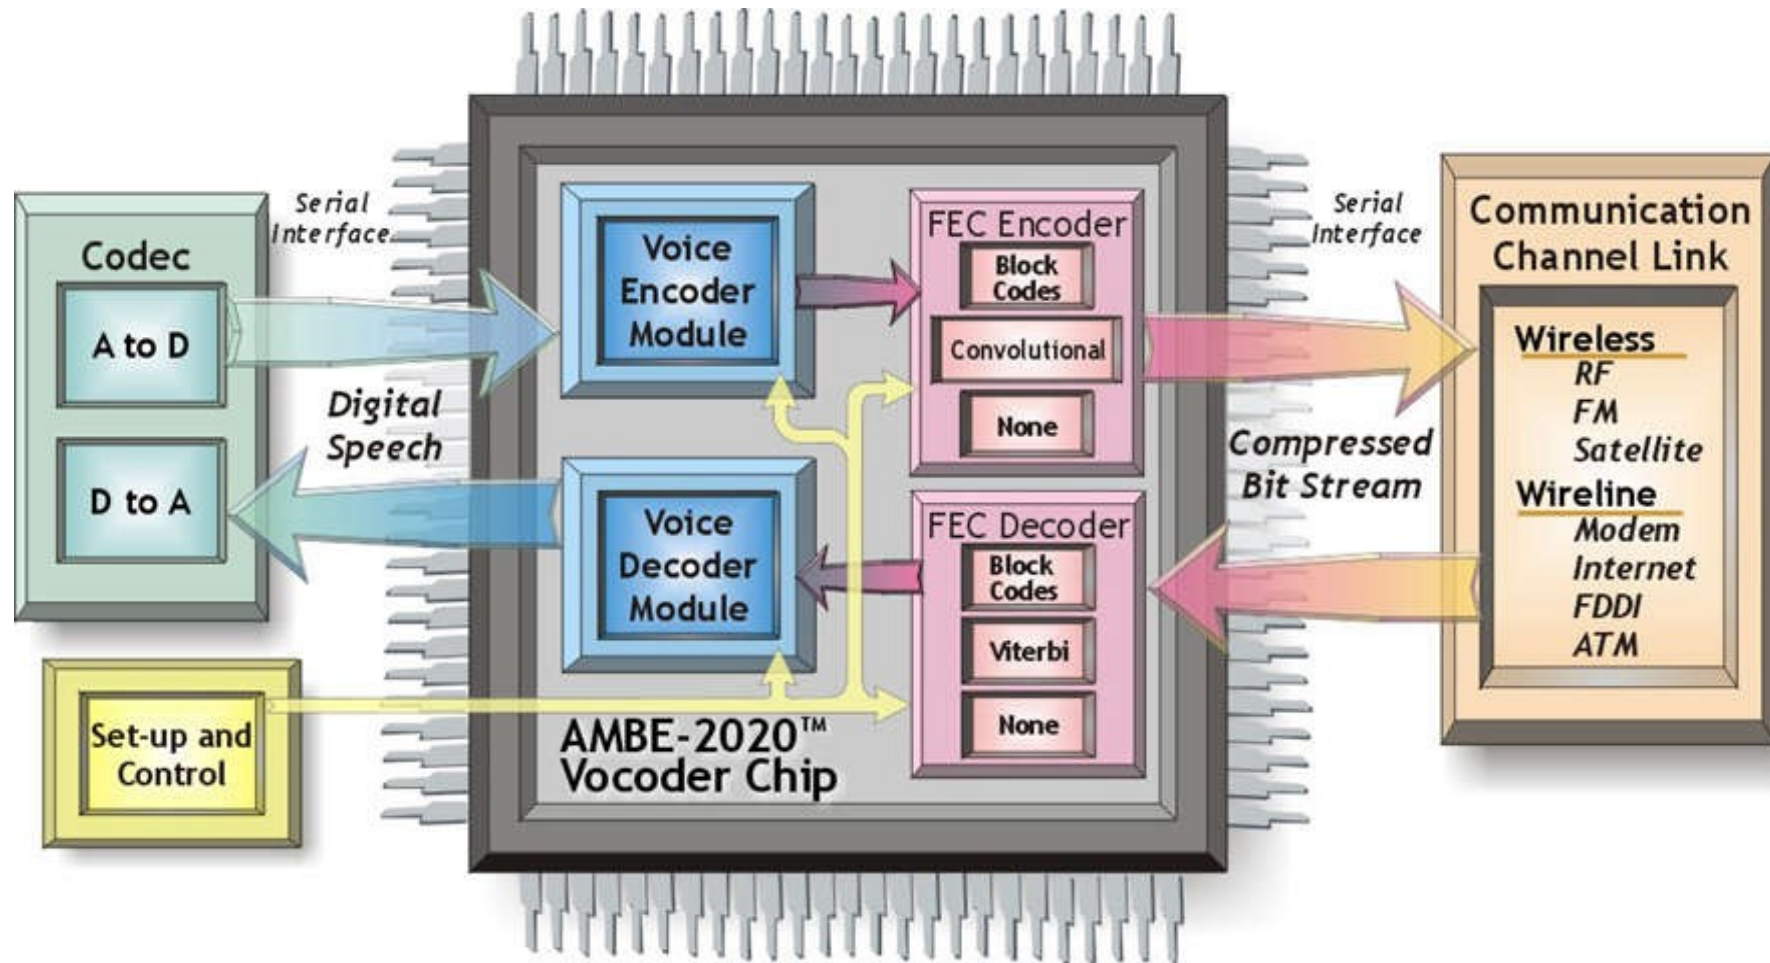 Codec
A to D
D to A
Set-up and
Control
Serial
Interface
Digital
Speech
Voice
Encoder
Module
Voice
Decoder
Module
AMBE-2020™
Vocoder Chip
FEC Encoder
Block
Codes
Convolutional
None
FEC Decoder
Block
Codes
Viterbi
None
Serial
Interface
Compressed
Bit Stream
Communication
Channel Link
Wireless
RF
FM
Satellite
Wireline
Modem
Internet
FDDI
ATM